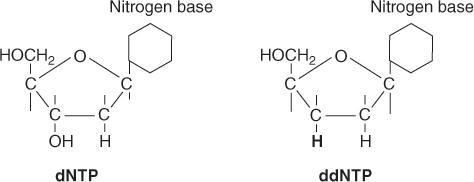 Nitrogen base Nitrogen base
HOCH2 O HOCH2 O
C C C C
C C C C
OH H H H
dNTP ddNTP